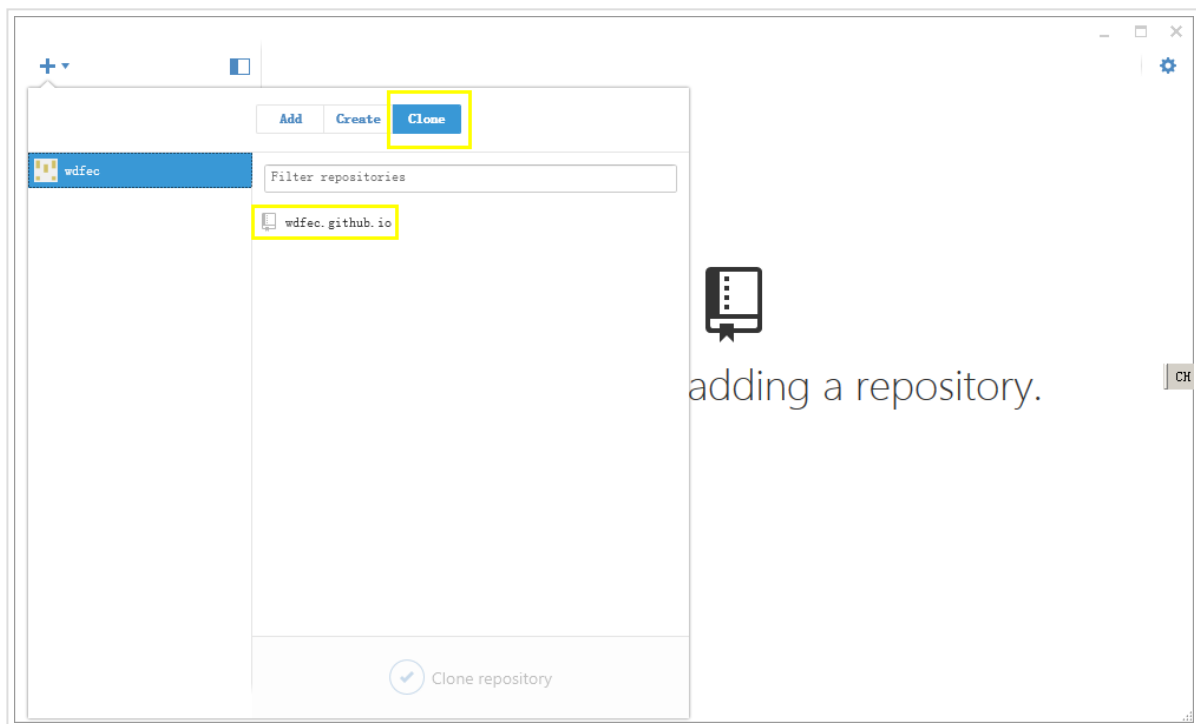 Add Create Clone
wdfec
Filter repositories
wdfec.github.io
adding a repository.
CH
Clone repository